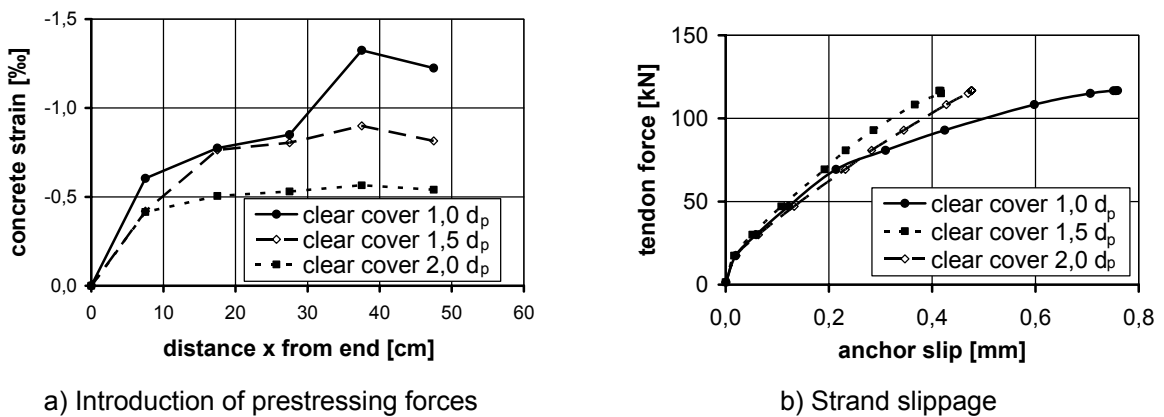 -1,5
-1,0
-0,5
0,0
concrete strain [‰]
clear cover 1,0 dp
clear cover 1,5 dp
clear cover 2,0 dp
0 10 20 30 40 50 60
distance x from end [cm]
a) Introduction of prestressing forces
150
100
50
0
tendon force [kN]
clear cover 1,0 dp
clear cover 1,5 dp
clear cover 2,0 dp
0,0 0,2 0,4 0,6 0,8
anchor slip [mm]
b) Strand slippage